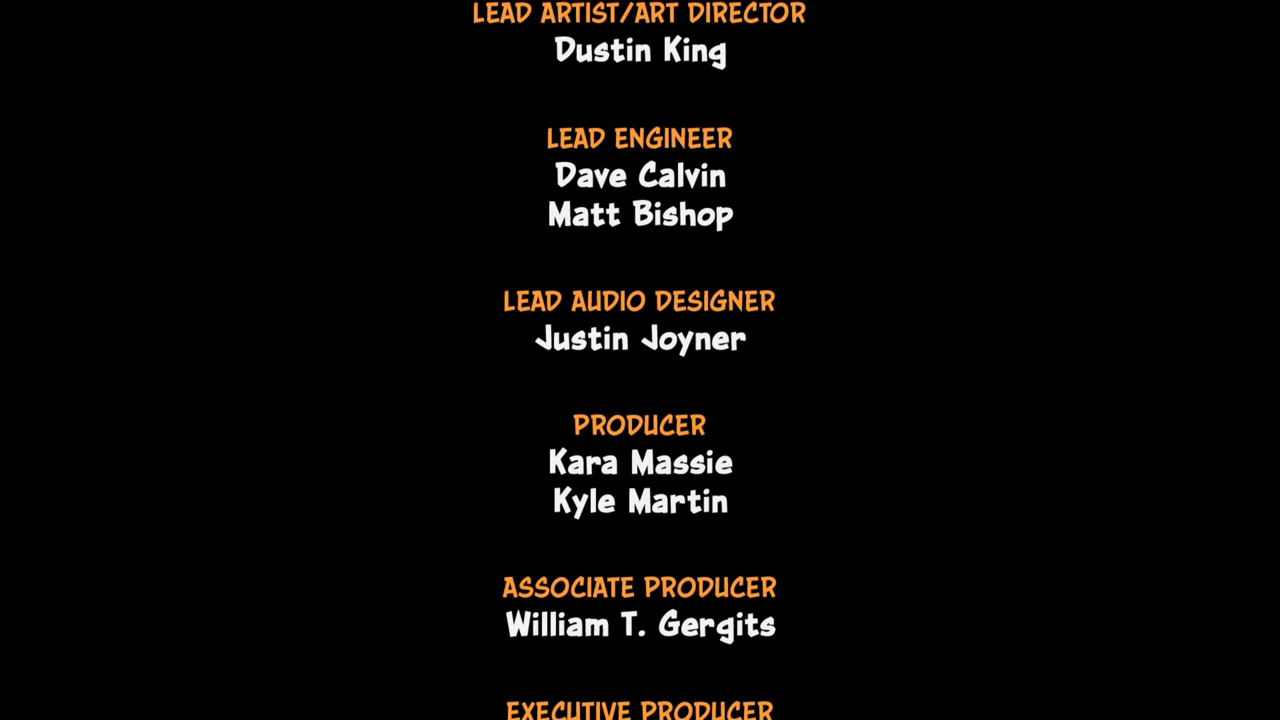 LEAD ARTIST/ART DIRECTOR
Dustin King
LEAD ENGINEER
Dave Calvin
Matt Bishop
LEAD AUDIO DESIGNER
Justin Joyner
PRODUCER
Kara Massie
Kyle Martin
ASSOCIATE PRODUCER
William T. Gergits
EXECUTIVE PRODUCER